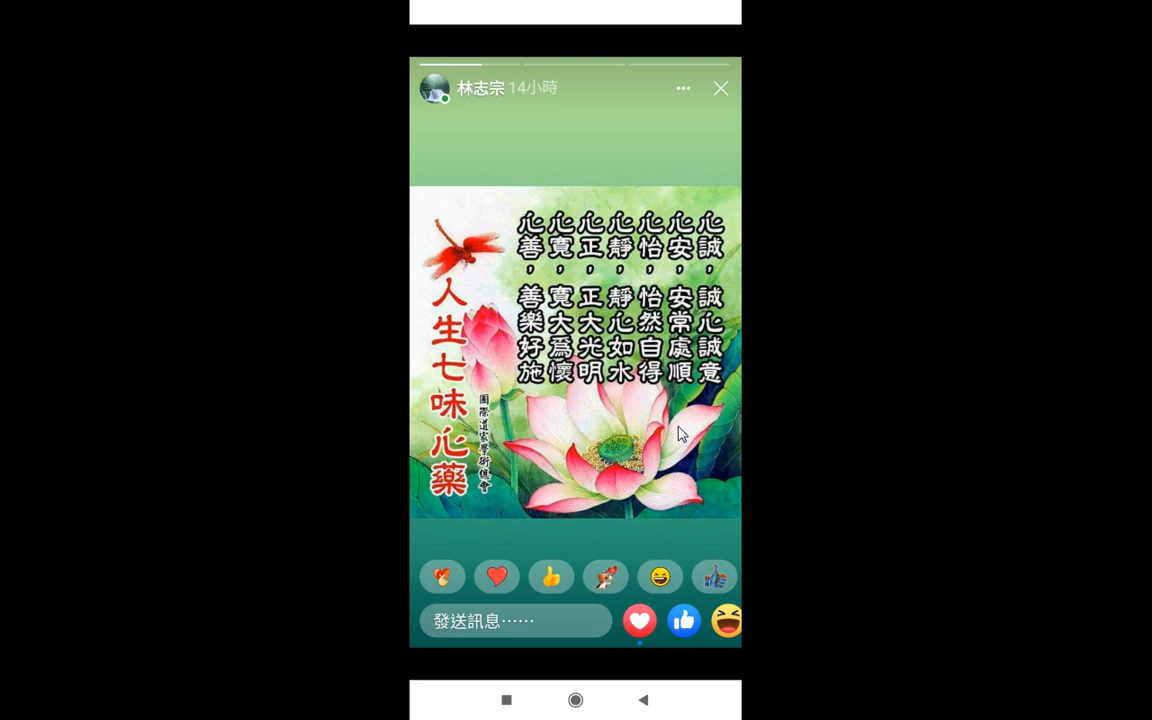 林志宗 14小時
心誠，誠心誠意
心安，安常處順
心怡，怡然自得
心靜，靜心如水
心正，正大光明
心寬，寬大為懷
心善，善樂好施
人生七味心藥
國際道家學術總會
發送訊息……